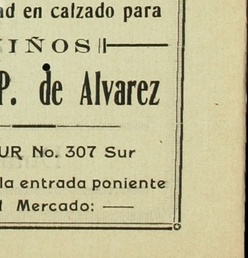 ad en calzado para
IÑOS
P. de Alvarez
UR No. 307 Sur
la entrada poniente
l Mercado: